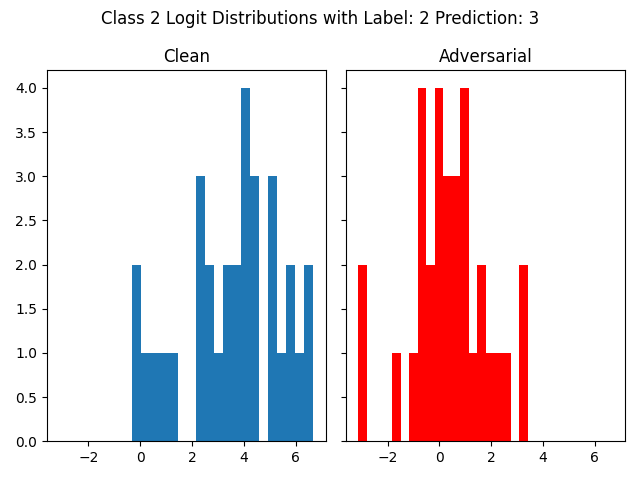 Class 2 Logit Distributions with Label: 2 Prediction: 3
Clean
Adversarial
4.0
3.5
3.0
2.5
2.0
1.5
1.0
0.5
0.0
−2 0 2 4 6
−2 0 2 4 6